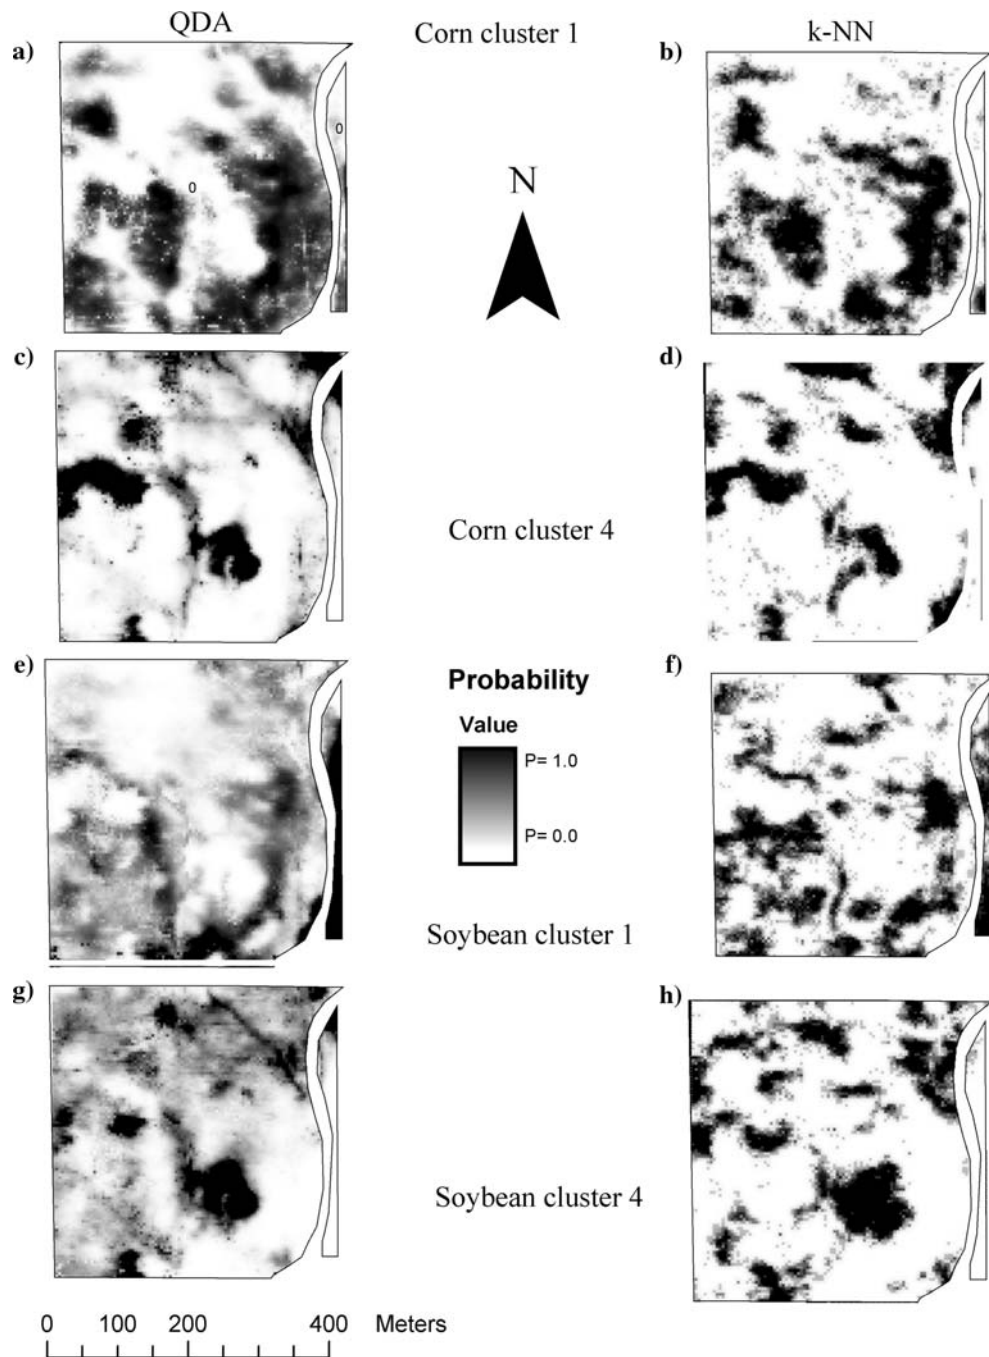 QDA
Corn cluster 1
k-NN
a)
b)
0
0
N
c)
d)
Corn cluster 4
e)
f)
Probability
Value
P= 1.0
P= 0.0
Soybean cluster 1
g)
h)
Soybean cluster 4
0 100 200 400 Meters